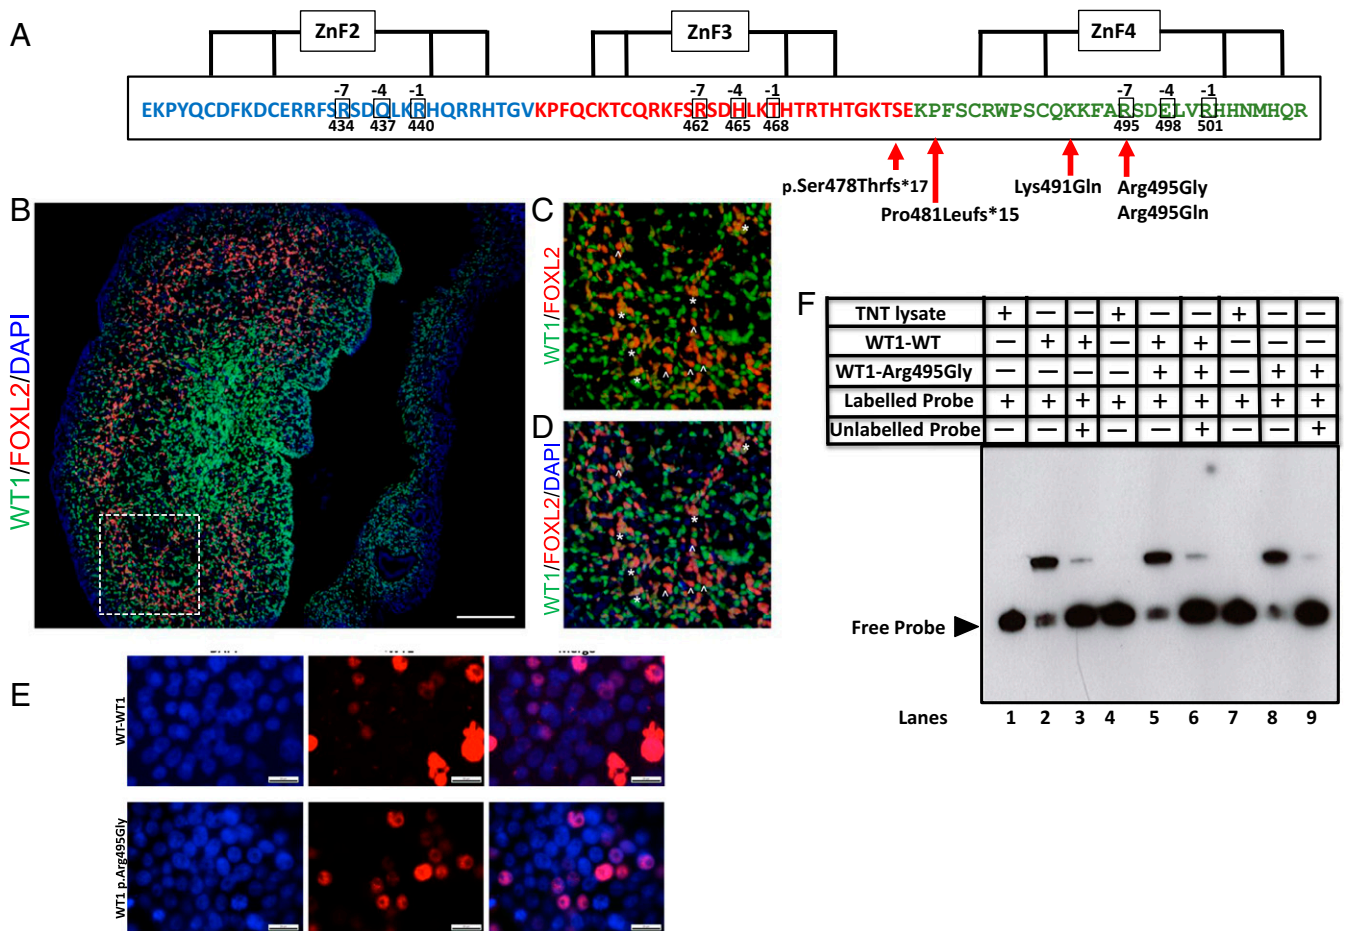 A
ZnF2 ZnF3 ZnF4
-7 -4 -1 -7 -4 -1 -7 -4 -1
EKPYQCDFKDCERRFSRSDQLKRHQRRHTGVKPFQCKTCQRKFSRSDHLKTHTRTHTGKTSEKPFSCRWPSCQKKFARSDELVRHHNMHQR
434 437 440 462 465 468 495 498 501
p.Ser478Thrfs*17
Pro481Leufs*15
Lys491Gln
Arg495Gly
Arg495Gln
B
WT1/FOXL2/DAPI
C
WT1/FOXL2
* ^ * * ^ * ^ ^ ^ *
D
WT1/FOXL2/DAPI
* ^ * * ^ * ^ ^ ^ *
E
Merge
WT-WT1
WT1 p.Arg495Gly
F
TNT lysate + — — + — — + — —
WT1-WT — + + — + + — — —
WT1-Arg495Gly — — — — + + — + +
Labelled Probe + + + + + + + + +
Unlabelled Probe — — + — — + — — +
Free Probe
Lanes 1 2 3 4 5 6 7 8 9